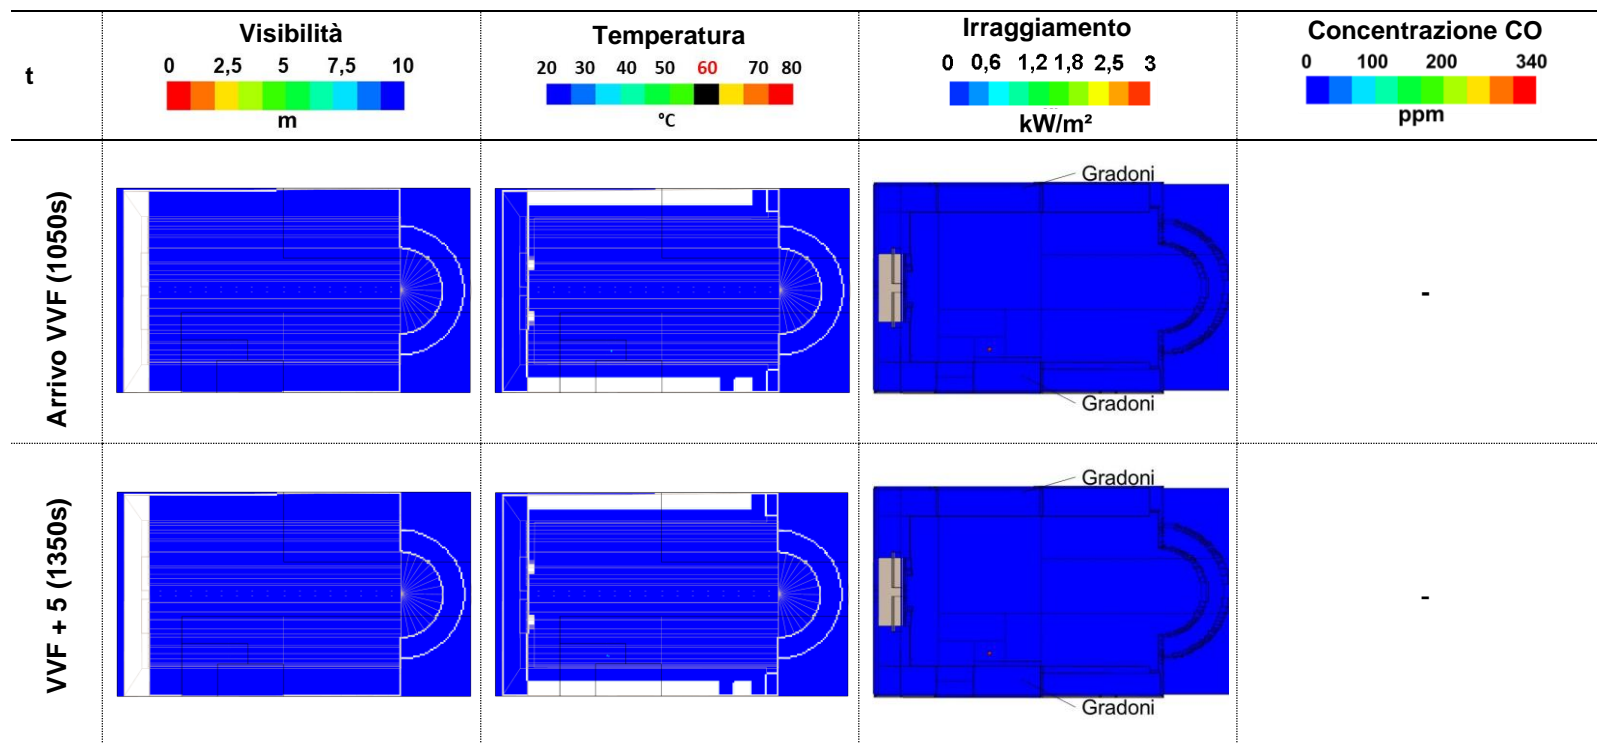 t
Visibilità
0 2,5 5 7,5 10
m
Temperatura
20 30 40 50 60 70 80
°C
Irraggiamento
0 0,6 1,2 1,8 2,5 3
kW/m²
Concentrazione CO
0 100 200 340
ppm
Arrivo VVF (1050s)
Gradoni
Gradoni
-
VVF + 5 (1350s)
Gradoni
Gradoni
-